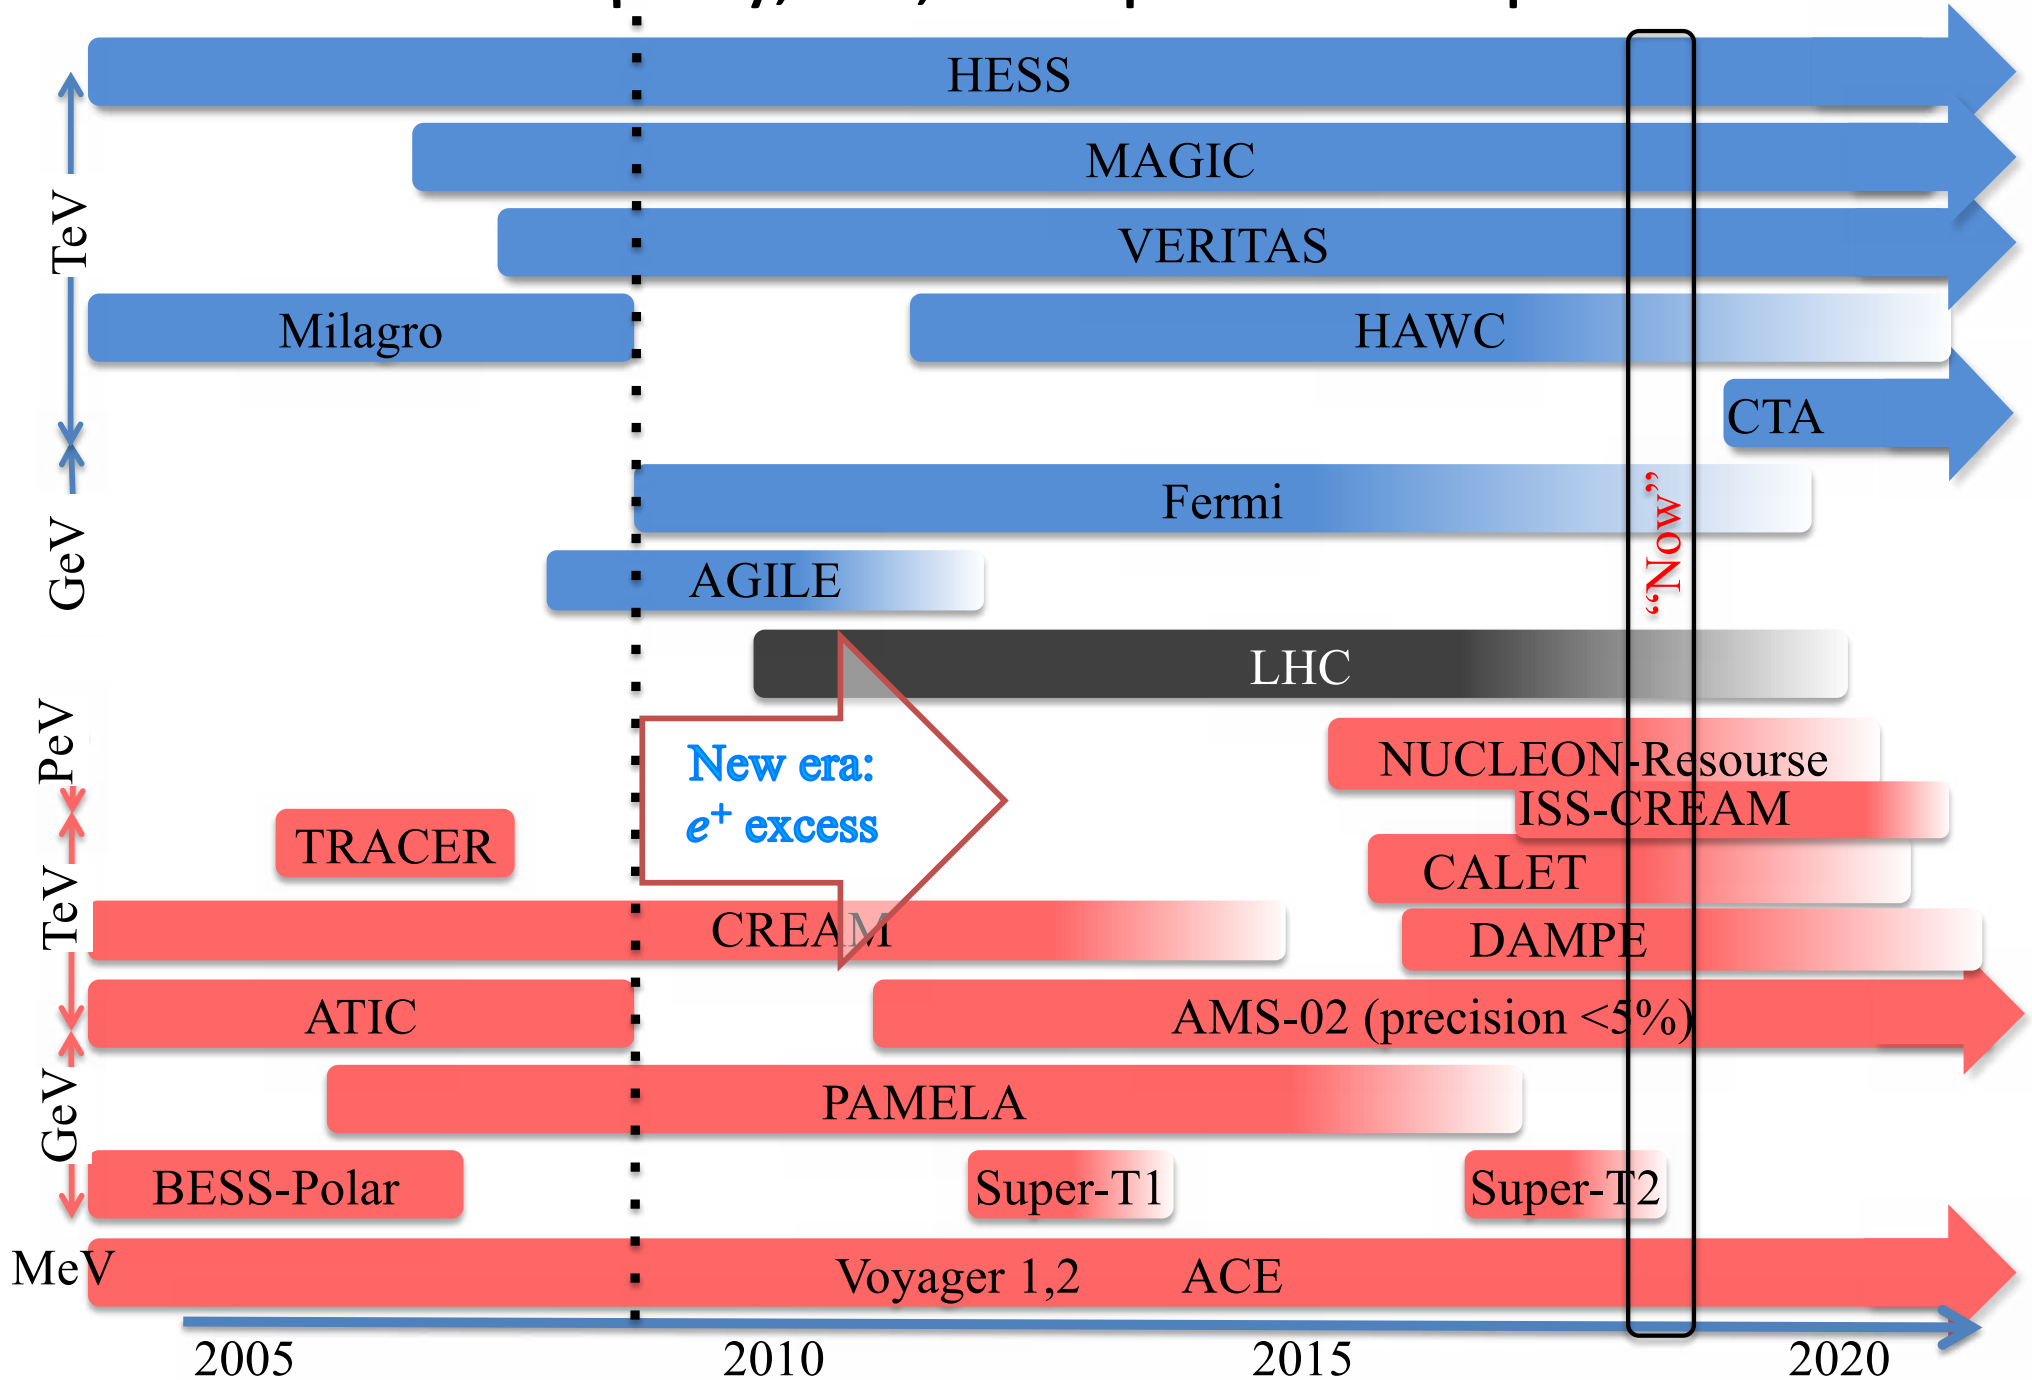 HESS
MAGIC
VERITAS
Milagro
HAWC
CTA
TeV
Fermi
GeV
AGILE
"Now"
LHC
PeV
New era:
e⁺ excess
NUCLEON-Resourse
ISS-CREAM
TRACER
CALET
TeV
CREAM
DAMPE
ATIC
AMS-02 (precision <5%)
GeV
PAMELA
BESS-Polar
Super-T1
Super-T2
MeV
Voyager 1,2 ACE
2005 2010 2015 2020